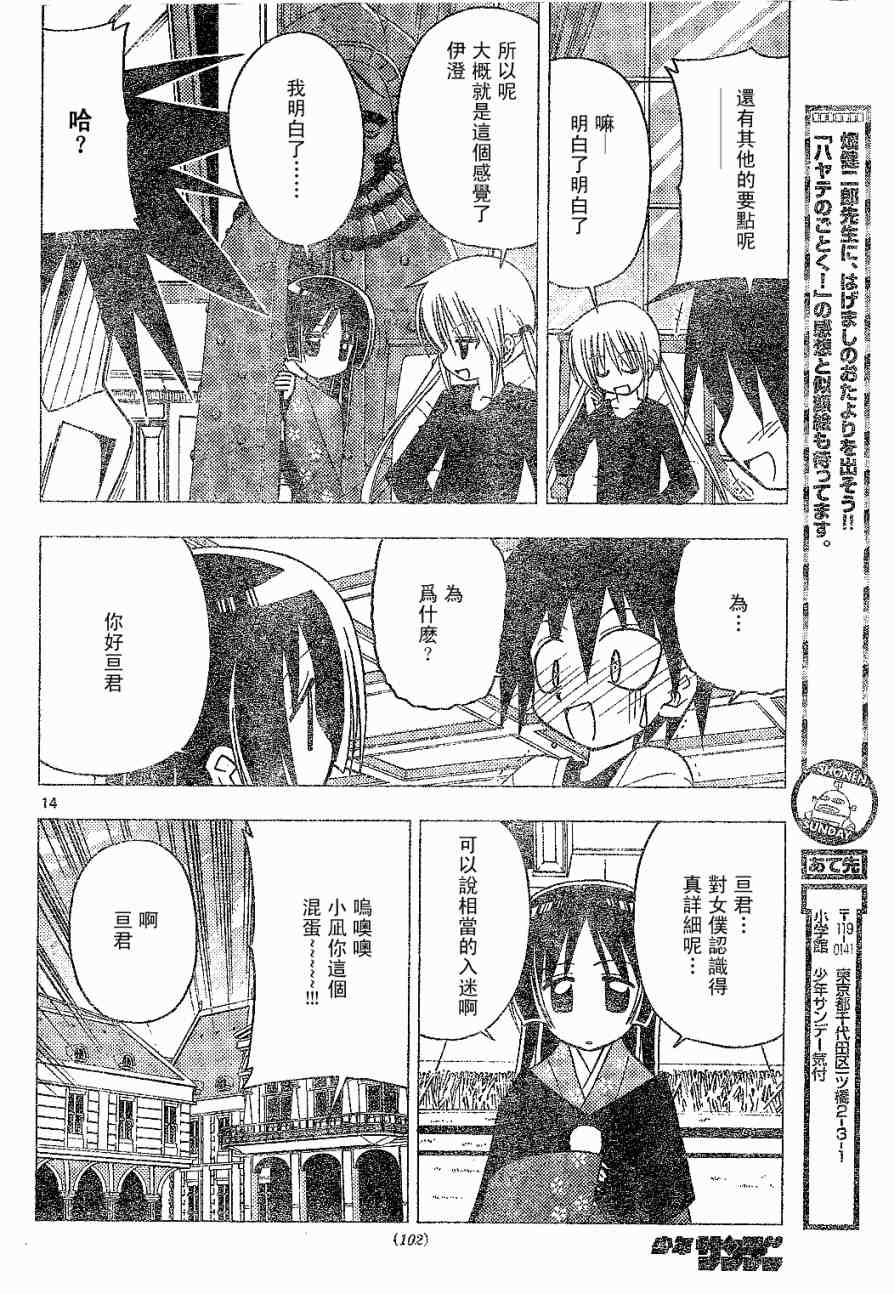 ——
還有其他的要點呢
嘛——
明白了明白了
所以呢
大概就是這個感覺了
伊澄
我明白了……
哈？
為…
為
爲什麽？
你好亘君
亘君…
對女僕認識得
真詳細呢…
可以說相當的入迷啊
嗚噢噢
小凪你這個
混蛋~~~~~!!!
啊
亘君
14
(102)
畑健二郎先生に、はげましのおたよりを出そう!!
『ハヤテのごとく！』の感想と似顔絵も待ってます。
SHONEN
SUNDAY
あて先
〒119-0141 東京都千代田区一ツ橋2-3-1
小学館 少年サンデー気付
少年サンデー